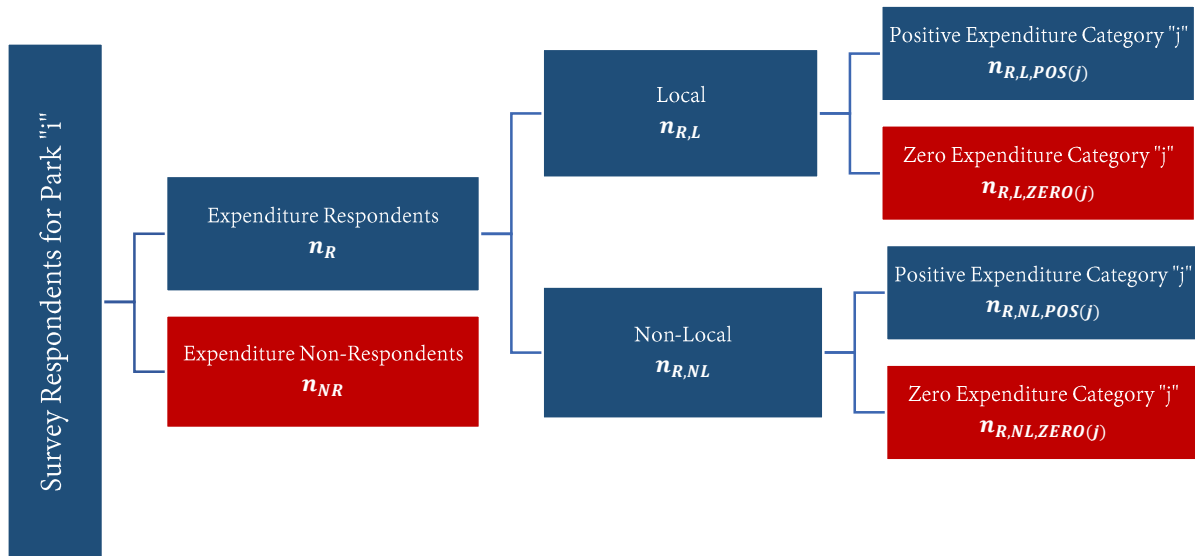 Survey Respondents for Park "i"
Expenditure Respondents
n_R
Expenditure Non-Respondents
n_NR
Local
n_R,L
Non-Local
n_R,NL
Positive Expenditure Category "j"
n_R,L,POS(j)
Zero Expenditure Category "j"
n_R,L,ZERO(j)
Positive Expenditure Category "j"
n_R,NL,POS(j)
Zero Expenditure Category "j"
n_R,NL,ZERO(j)